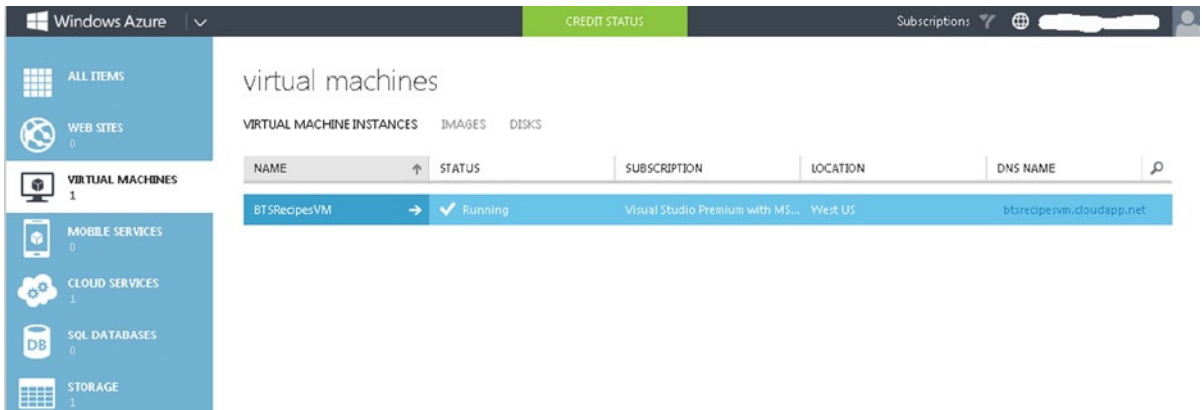 Windows Azure
CREDIT STATUS
Subscriptions
ALL ITEMS
WEB SITES
0
VIRTUAL MACHINES
1
MOBILE SERVICES
0
CLOUD SERVICES
1
SQL DATABASES
0
DB
STORAGE
1
virtual machines
VIRTUAL MACHINE INSTANCES IMAGES DISKS
NAME STATUS SUBSCRIPTION LOCATION DNS NAME
BTSRecipesVM Running Visual Studio Premium with MS... West US btsrecipesvm.cloudapp.net